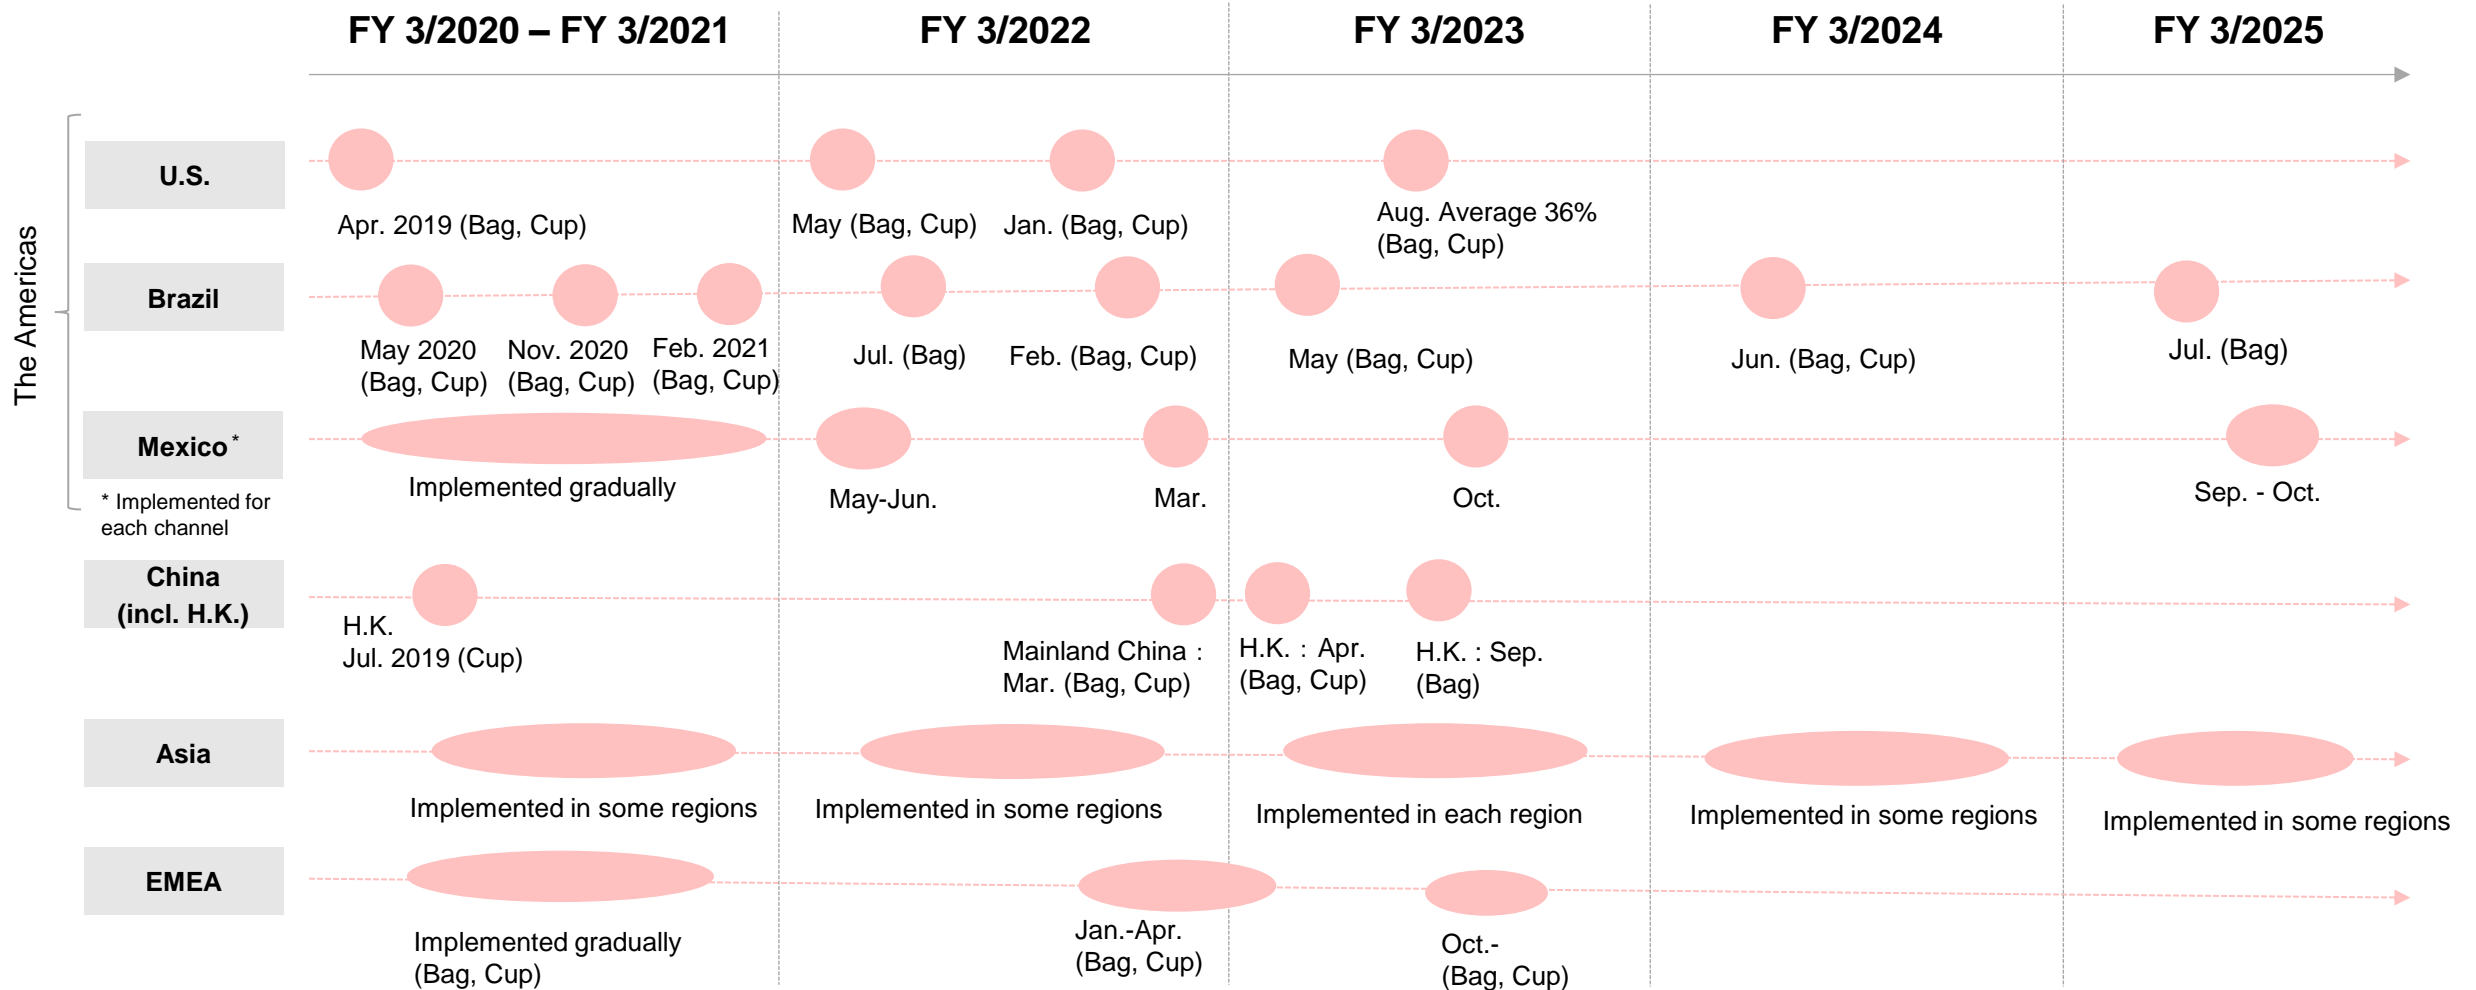 FY 3/2020 – FY 3/2021
FY 3/2022
FY 3/2023
FY 3/2024
FY 3/2025
The Americas
U.S.
Apr. 2019 (Bag, Cup)
May (Bag, Cup)
Jan. (Bag, Cup)
Aug. Average 36%
(Bag, Cup)
Brazil
May 2020
(Bag, Cup)
Nov. 2020
(Bag, Cup)
Feb. 2021
(Bag, Cup)
Jul. (Bag)
Feb. (Bag, Cup)
May (Bag, Cup)
Jun. (Bag, Cup)
Jul. (Bag)
Mexico*
* Implemented for
each channel
Implemented gradually
May-Jun.
Mar.
Oct.
Sep. - Oct.
China
(incl. H.K.)
H.K.
Jul. 2019 (Cup)
Mainland China :
Mar. (Bag, Cup)
H.K. : Apr.
(Bag, Cup)
H.K. : Sep.
(Bag)
Asia
Implemented in some regions
Implemented in some regions
Implemented in each region
Implemented in some regions
Implemented in some regions
EMEA
Implemented gradually
(Bag, Cup)
Jan.-Apr.
(Bag, Cup)
Oct.-
(Bag, Cup)